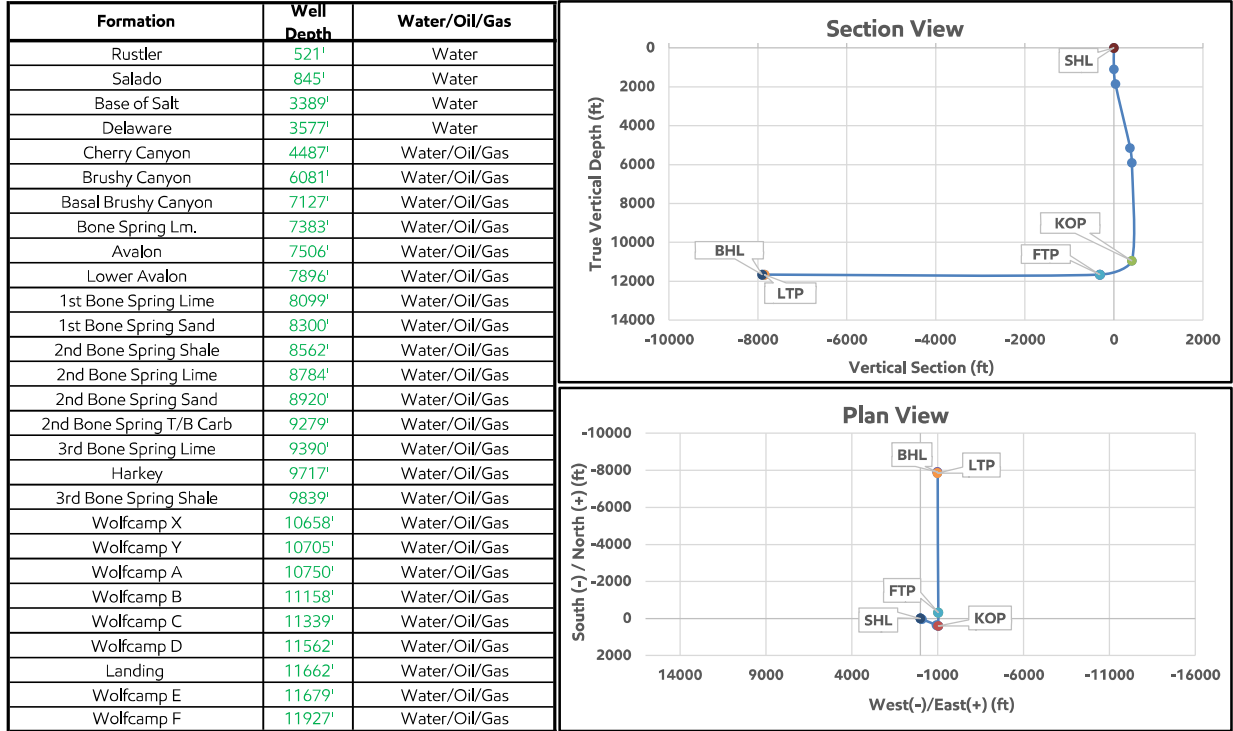 Formation Well Depth Water/Oil/Gas
Rustler 521' Water
Salado 845' Water
Base of Salt 3389' Water
Delaware 3577' Water
Cherry Canyon 4487' Water/Oil/Gas
Brushy Canyon 6081' Water/Oil/Gas
Basal Brushy Canyon 7127' Water/Oil/Gas
Bone Spring Lm. 7383' Water/Oil/Gas
Avalon 7506' Water/Oil/Gas
Lower Avalon 7896' Water/Oil/Gas
1st Bone Spring Lime 8099' Water/Oil/Gas
1st Bone Spring Sand 8300' Water/Oil/Gas
2nd Bone Spring Shale 8562' Water/Oil/Gas
2nd Bone Spring Lime 8784' Water/Oil/Gas
2nd Bone Spring Sand 8920' Water/Oil/Gas
2nd Bone Spring T/B Carb 9279' Water/Oil/Gas
3rd Bone Spring Lime 9390' Water/Oil/Gas
Harkey 9717' Water/Oil/Gas
3rd Bone Spring Shale 9839' Water/Oil/Gas
Wolfcamp X 10658' Water/Oil/Gas
Wolfcamp Y 10705' Water/Oil/Gas
Wolfcamp A 10750' Water/Oil/Gas
Wolfcamp B 11158' Water/Oil/Gas
Wolfcamp C 11339' Water/Oil/Gas
Wolfcamp D 11562' Water/Oil/Gas
Landing 11662' Water/Oil/Gas
Wolfcamp E 11679' Water/Oil/Gas
Wolfcamp F 11927' Water/Oil/Gas
Section View
True Vertical Depth (ft)
0
2000
4000
6000
8000
10000
12000
14000
SHL
KOP
FTP
BHL
LTP
-10000 -8000 -6000 -4000 -2000 0 2000
Vertical Section (ft)
Plan View
South (-) / North (+) (ft)
-10000
-8000
-6000
-4000
-2000
0
2000
BHL LTP
FTP
SHL KOP
14000 9000 4000 -1000 -6000 -11000 -16000
West(-)/East(+) (ft)